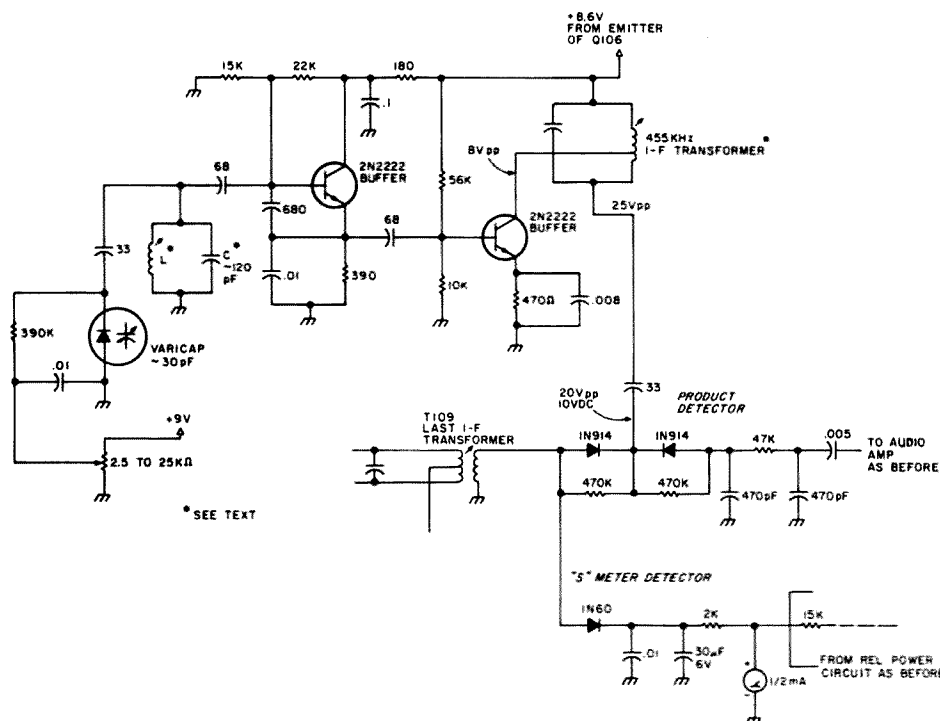 +8.6V
FROM EMITTER
OF Q106
15K
22K
180
.1
455KHz
I-F TRANSFORMER*
8Vpp
2N2222
BUFFER
68
56K
25Vpp
680
68
2N2222
BUFFER
33
L*
C*
~120
pF
.01
390
10K
470Ω
.008
390K
VARICAP
~30pF
.01
+9V
2.5 TO 25KΩ
*SEE TEXT
20Vpp
10VDC
33
PRODUCT
DETECTOR
T109
LAST I-F
TRANSFORMER
1N914
1N914
47K
.005
TO AUDIO
AMP
AS BEFORE
470K
470K
470pF
470pF
"S" METER DETECTOR
1N60
2K
15K
.01
30µF
6V
+
-
1/2mA
FROM REL POWER
CIRCUIT AS BEFORE